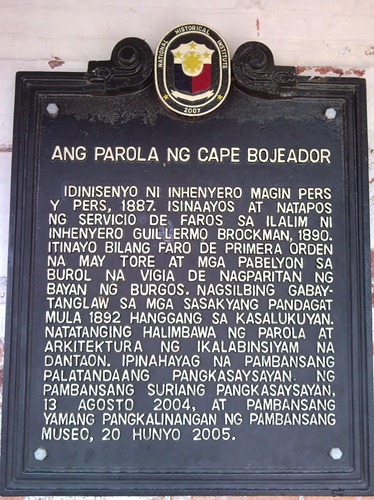 NATIONAL HISTORICAL INSTITUTE
2007
ANG PAROLA NG CAPE BOJEADOR
IDINISENYO NI INHENYERO MAGIN PERS
Y PERS, 1887. ISINAAYOS AT NATAPOS
NG SERVICIO DE FAROS SA ILALIM NI
INHENYERO GUILLERMO BROCKMAN, 1890.
ITINAYO BILANG FARO DE PRIMERA ORDEN
NA MAY TORE AT MGA PABELYON SA
BUROL NA VIGIA DE NAGPARITAN NG
BAYAN NG BURGOS. NAGSILBING GABAY-
TANGLAW SA MGA SASAKYANG PANDAGAT
MULA 1892 HANGGANG SA KASALUKUYAN.
NATATANGING HALIMBAWA NG PAROLA AT
ARKITEKTURA NG IKALABINSIYAM NA
DANTAON. IPINAHAYAG NA PAMBANSANG
PALATANDAANG PANGKASAYSAYAN NG
PAMBANSANG SURIANG PANGKASAYSAYAN,
13 AGOSTO 2004, AT PAMBANSANG
YAMANG PANGKALINANGAN NG PAMBANSANG
MUSEO, 20 HUNYO 2005.